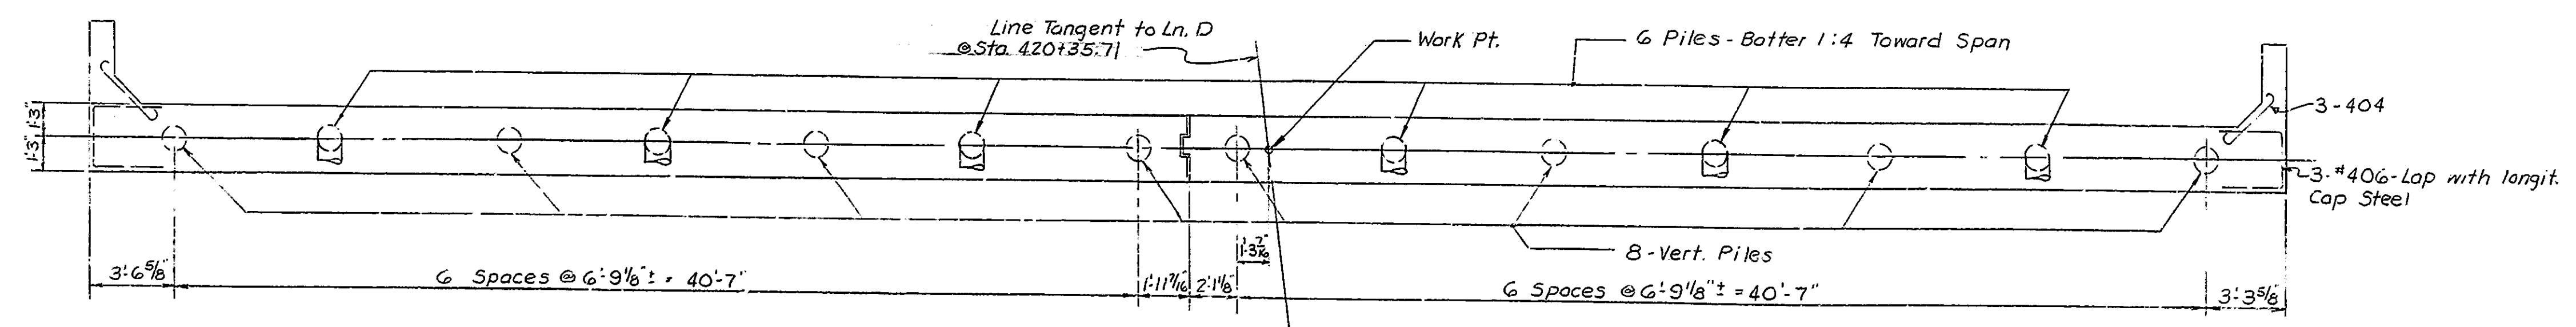 Line Tangent to Ln. D
@Sta. 420+35.71
Work Pt.
6 Piles - Batter 1:4 Toward Span
3-404
1'-3"
1'-3"
3-#406-Lap with longit.
Cap Steel
1'-3 7/16"
8-Vert. Piles
3'-6 5/8"
6 Spaces @ 6'-9 1/8" ± = 40'-7"
1'-11 7/16"
2'-1 1/8"
6 Spaces @ 6'-9 1/8" ± = 40'-7"
3'-3 5/8"